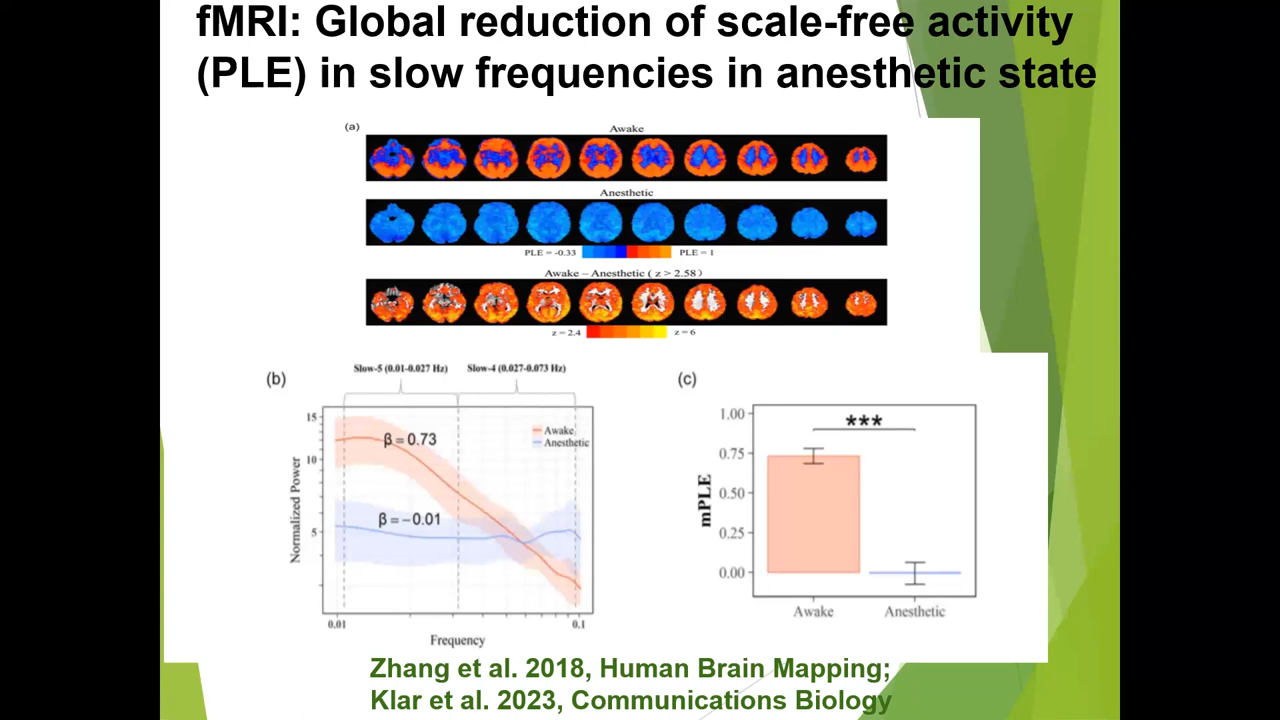 fMRI: Global reduction of scale-free activity
(PLE) in slow frequencies in anesthetic state
(a)
Awake
Anesthetic
PLE = -0.33
PLE = 1
Awake – Anesthetic ( z > 2.58)
z = 2.4
z = 6
(b)
Slow-5 (0.01-0.027 Hz)
Slow-4 (0.027-0.073 Hz)
15
10
5
Normalized Power
β = 0.73
β = −0.01
Awake
Anesthetic
0.01
0.1
Frequency
(c)
1.00
0.75
0.50
0.25
0.00
mPLE
***
Awake
Anesthetic
Zhang et al. 2018, Human Brain Mapping;
Klar et al. 2023, Communications Biology